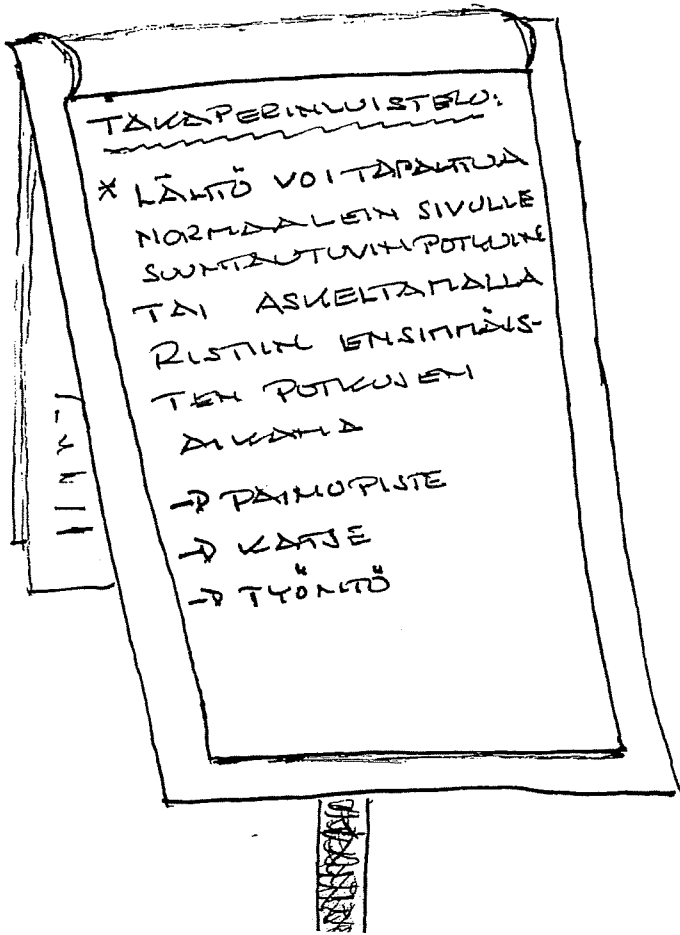 TAKAPERINLUISTELU:
* LÄHTÖ VOI TAPAHTUA
NORMAALEIN SIVULLE
SUUNTAUTUVIN POTKUIN
TAI ASKELTAMALLA
RISTIIN ENSIMMÄIS-
TEN POTKUJEN
AIKANA
→ PAINOPISTE
→ KATSE
→ TYÖNTÖ